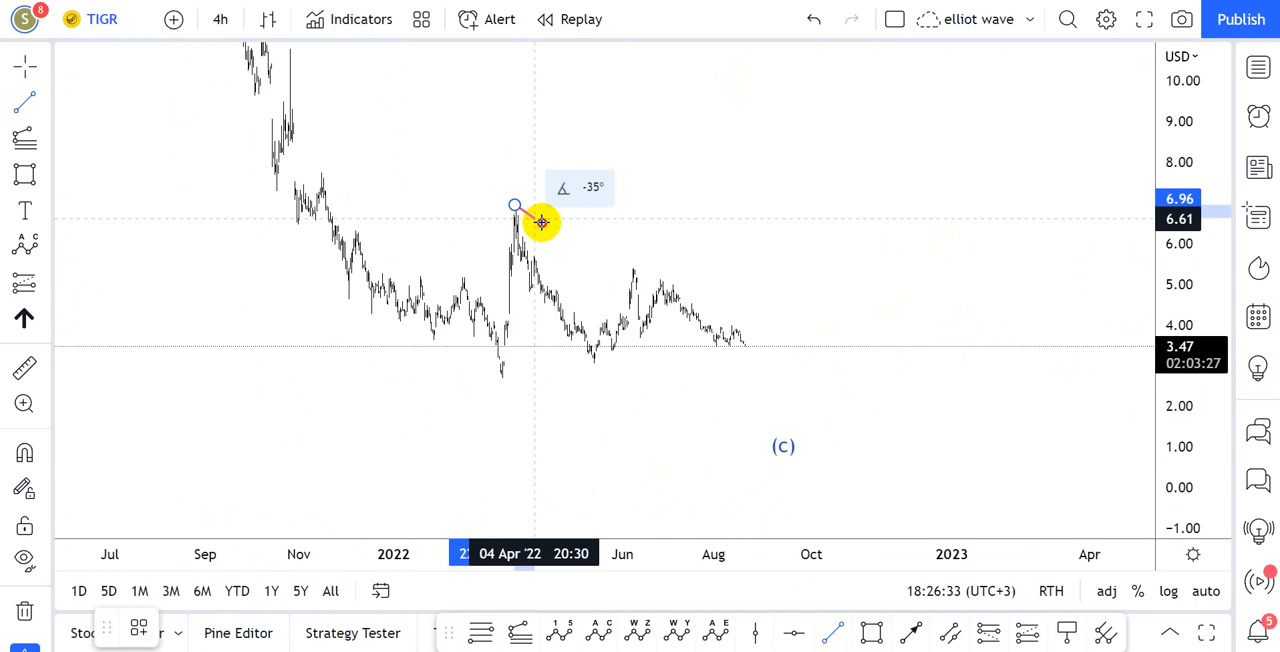 S 8 TIGR 4h Indicators Alert Replay elliot wave Publish
USD
10.00
9.00
8.00
-35°
6.96
6.61
6.00
5.00
4.00
3.47
02:03:27
2.00
(C)
1.00
0.00
−1.00
Jul Sep Nov 2022 04 Apr '22 20:30 Jun Aug Oct 2023 Apr
1D 5D 1M 3M 6M YTD 1Y 5Y All 18:26:33 (UTC+3) RTH adj % log auto
Pine Editor Strategy Tester
1 5 A C W Z W Y A E
5